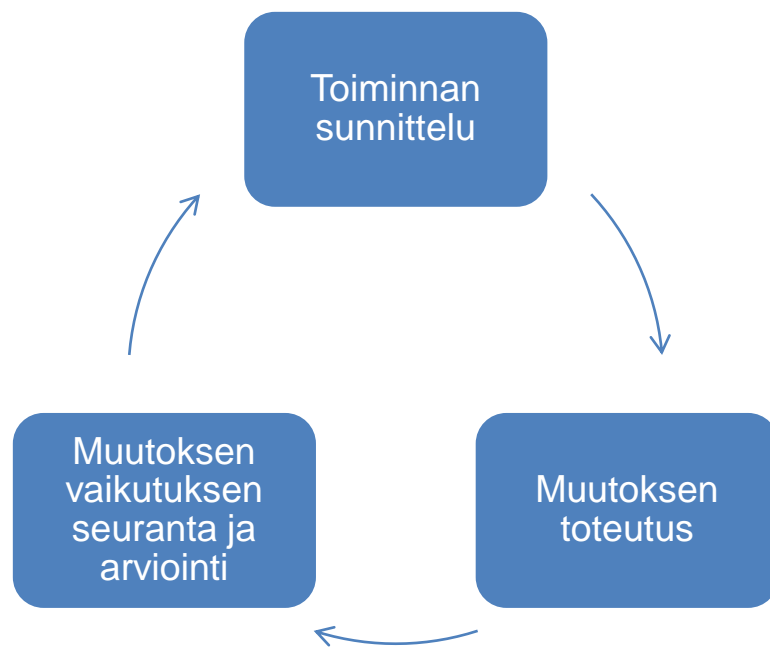 Toiminnan
sunnittelu
Muutoksen
toteutus
Muutoksen
vaikutuksen
seuranta ja
arviointi